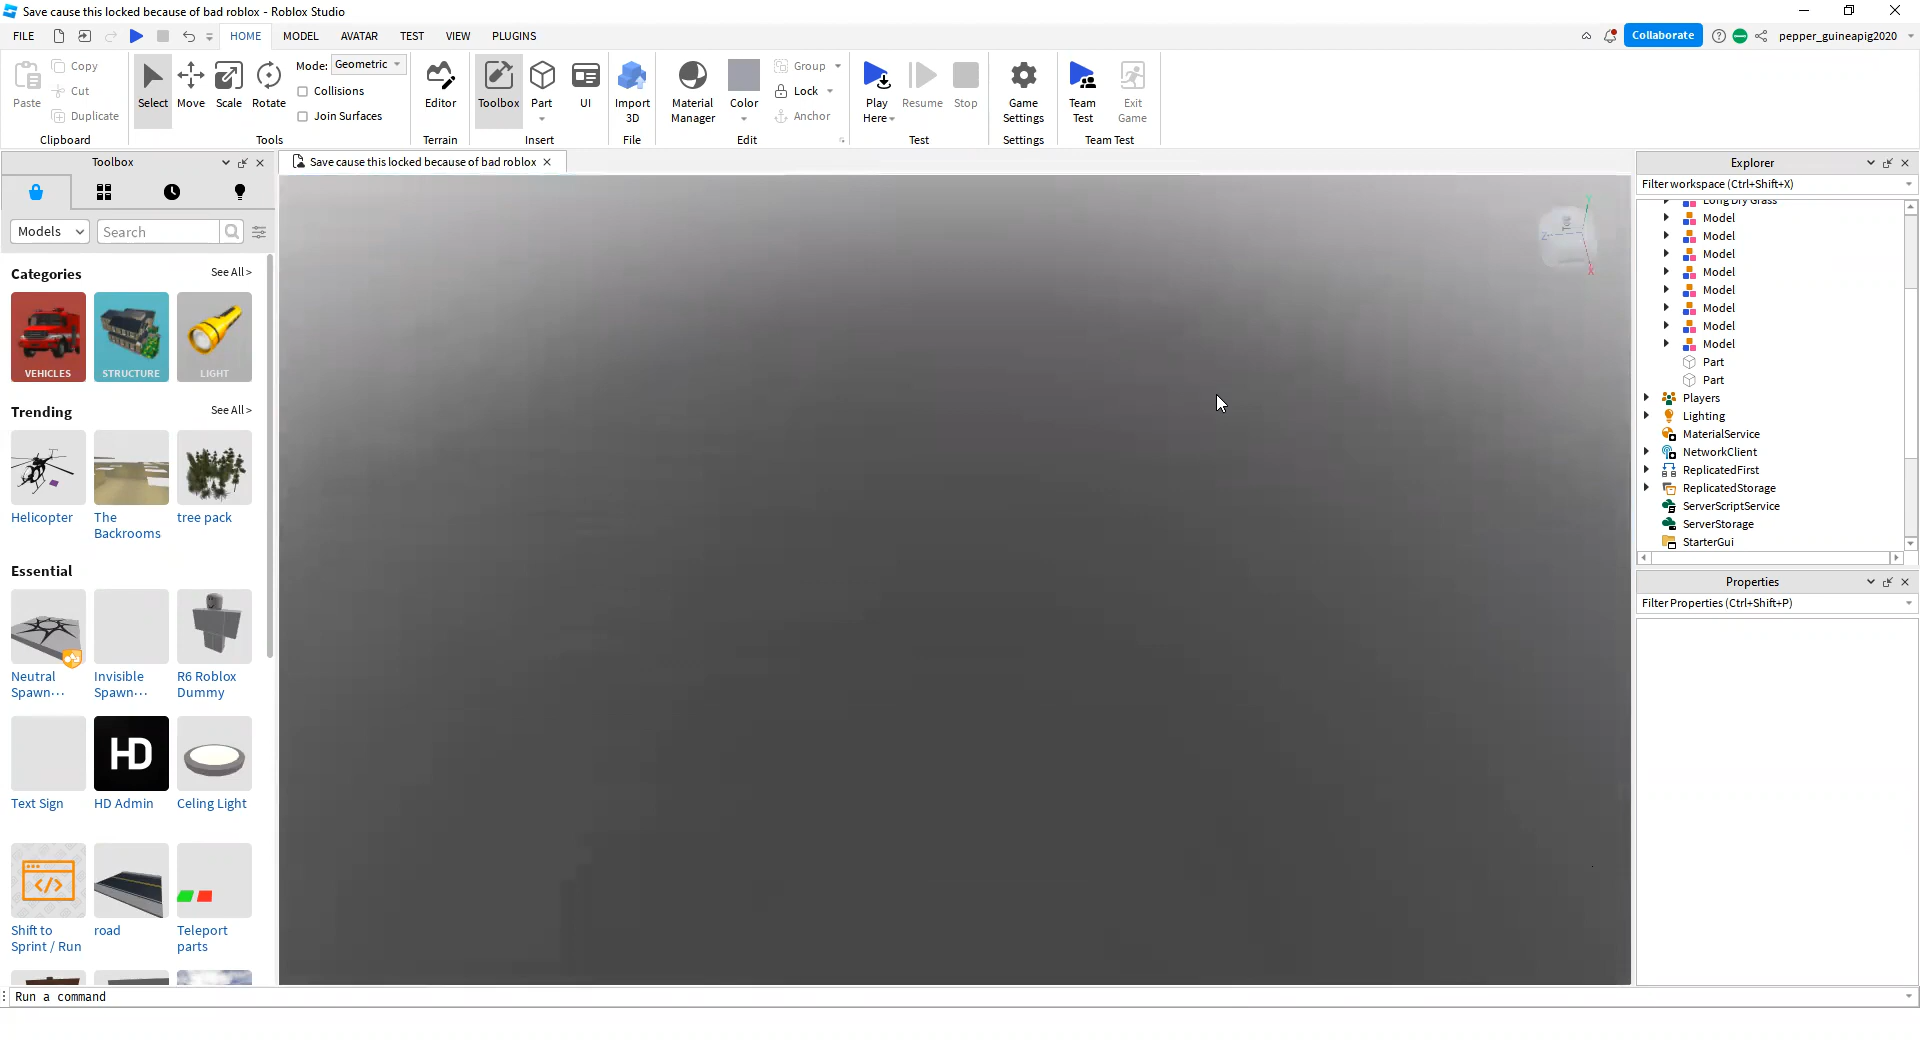 Save cause this locked because of bad roblox - Roblox Studio
FILE HOME MODEL AVATAR TEST VIEW PLUGINS Collaborate pepper_guineapig2020
Paste Copy Cut Duplicate Clipboard
Select Move Scale Rotate Mode: Geometric Collisions Join Surfaces Tools
Editor Terrain
Toolbox Part UI Insert
Import 3D File
Material Manager Color Group Lock Anchor Edit
Play Here Resume Stop Test
Game Settings Settings
Team Test Exit Game Team Test
Toolbox
Save cause this locked because of bad roblox
Models Search
Categories See All >
VEHICLES STRUCTURE LIGHT
Trending See All >
Helicopter The Backrooms tree pack
Essential
Neutral Spawn··· Invisible Spawn··· R6 Roblox Dummy
HD
Text Sign HD Admin Celing Light
</>
Shift to Sprint / Run road Teleport parts
Top
Y
Z
X
Explorer
Filter workspace (Ctrl+Shift+X)
Long Dry Grass
Model
Model
Model
Model
Model
Model
Model
Model
Part
Part
Players
Lighting
MaterialService
NetworkClient
ReplicatedFirst
ReplicatedStorage
ServerScriptService
ServerStorage
StarterGui
Properties
Filter Properties (Ctrl+Shift+P)
Run a command